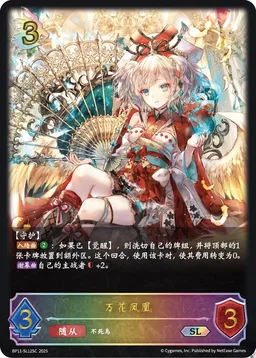 3
【守护】
入场曲 2：如果已【觉醒】，则洗切自己的牌组，并将顶部的1
张卡牌放置到额外区。这个回合，使用该卡时，使其费用转变为0。
谢幕曲 自己的主战者 +2。
万花凤凰
3
随从 不死鸟
SL
3
BP11-SL12SC 2025
© Cygames, Inc. Published by NetEase Games